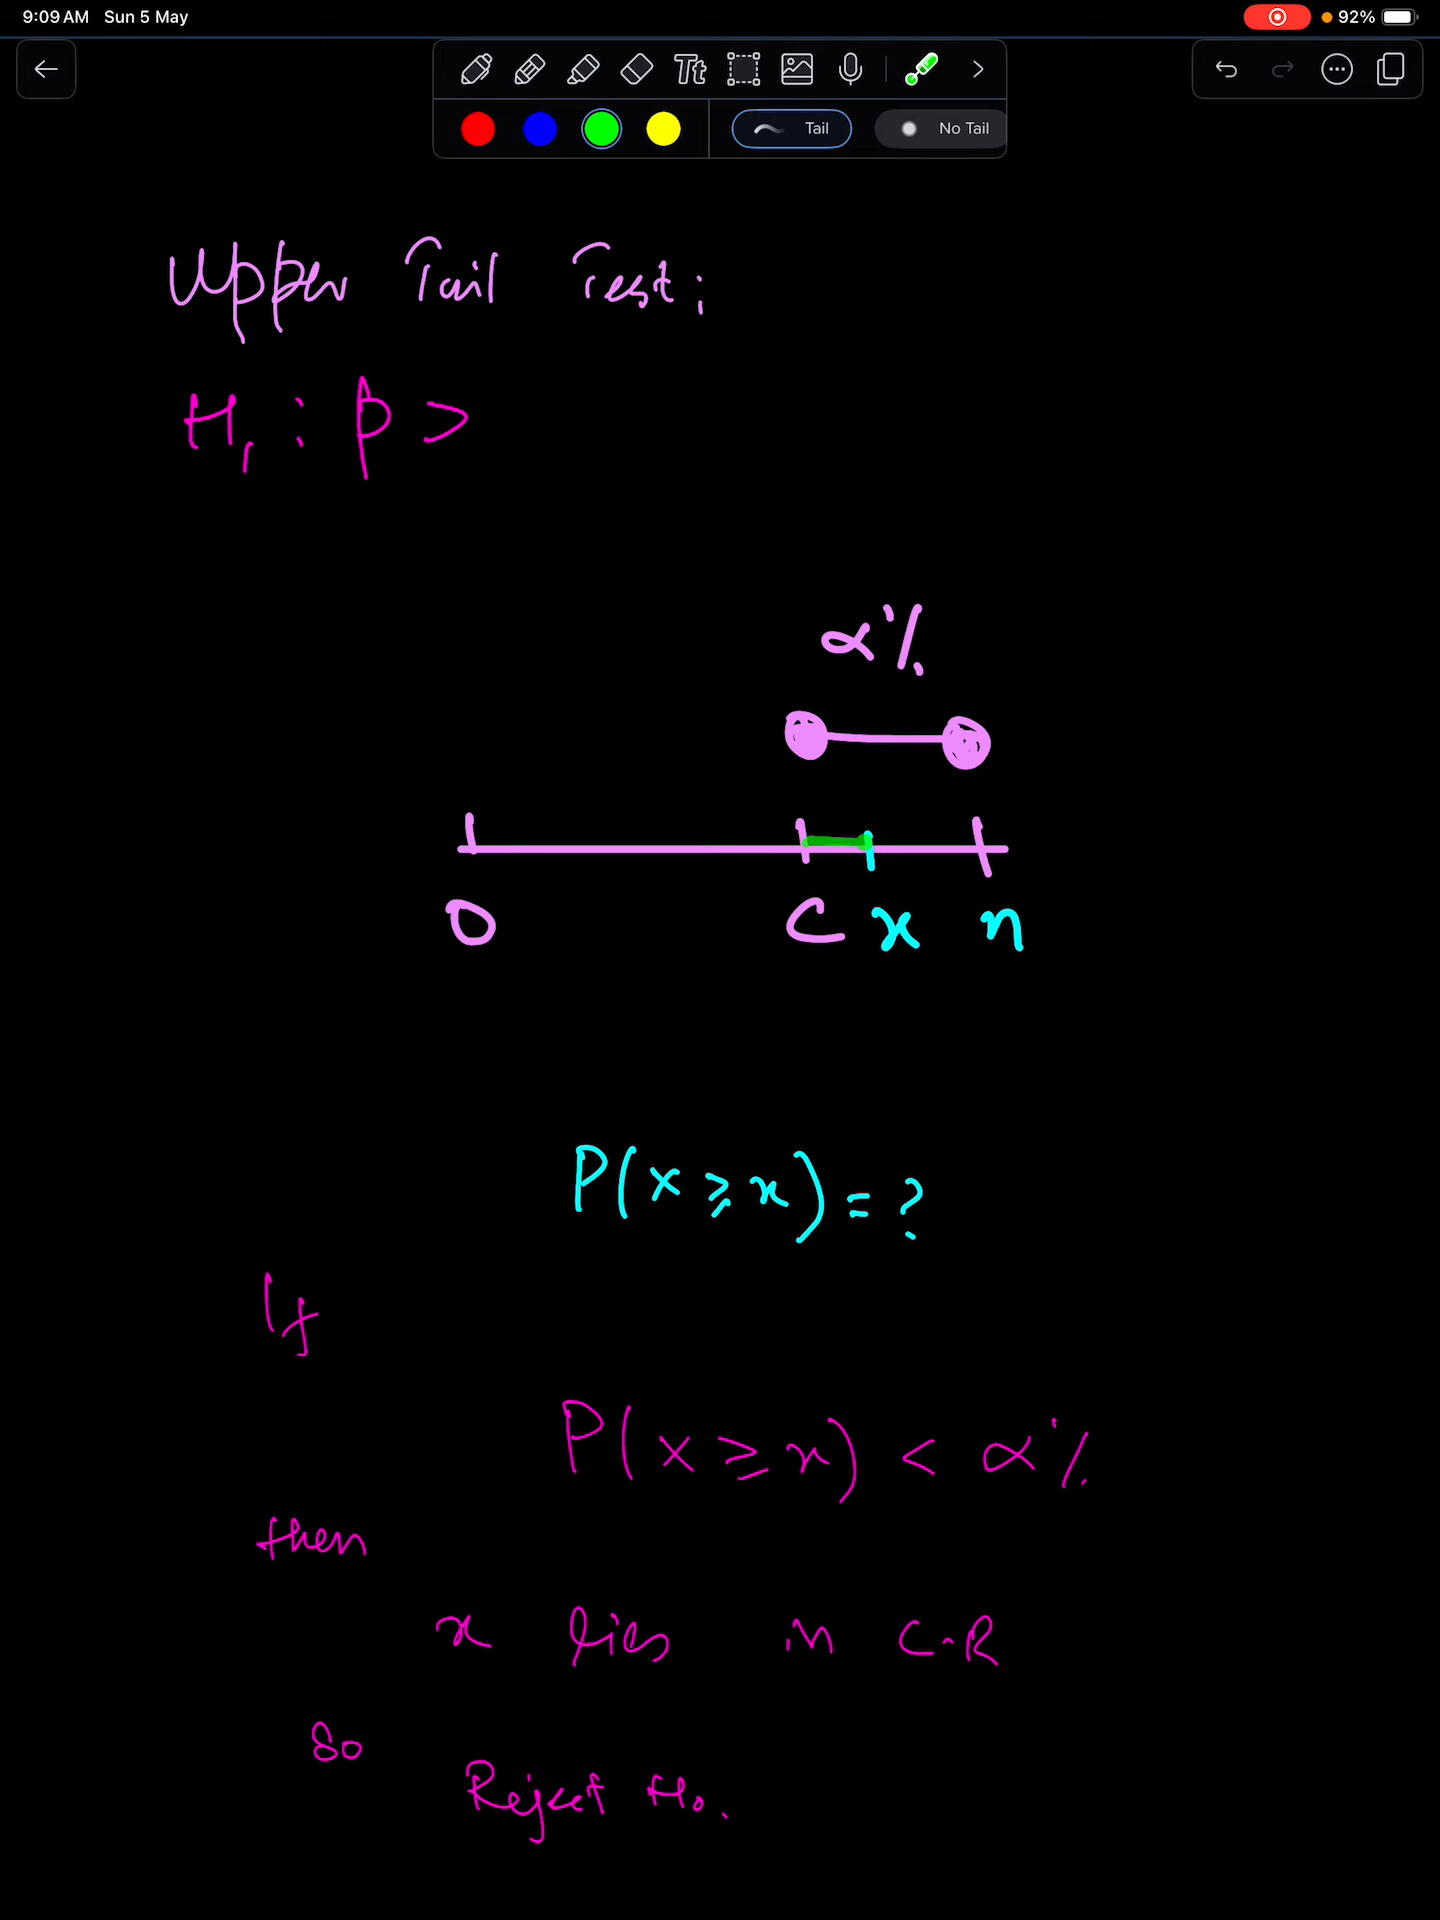 9:09 AM Sun 5 May 92%
Tt
Tail No Tail
Upper Tail Test:
H₁ : p >
α%
0 C x n
P(X ⩾ x) = ?
If
P(X ≥ x) < α%
then
x lies in C.R
So
Reject H₀.